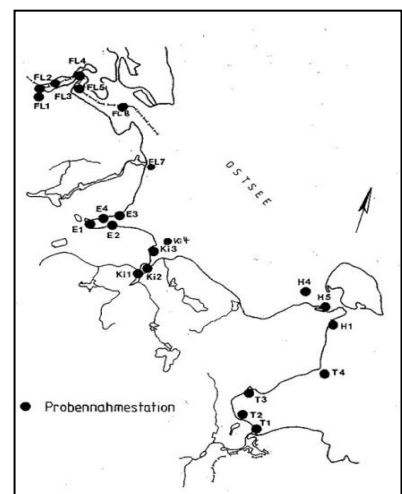 FL4
FL2
FL5
FL3
FL1
FL6
OSTSEE
FL7
E4
E3
E1
E2
Ki4
Ki3
Ki1
Ki2
H4
H5
H1
T4
T3
T2
T1
Probennahmestation